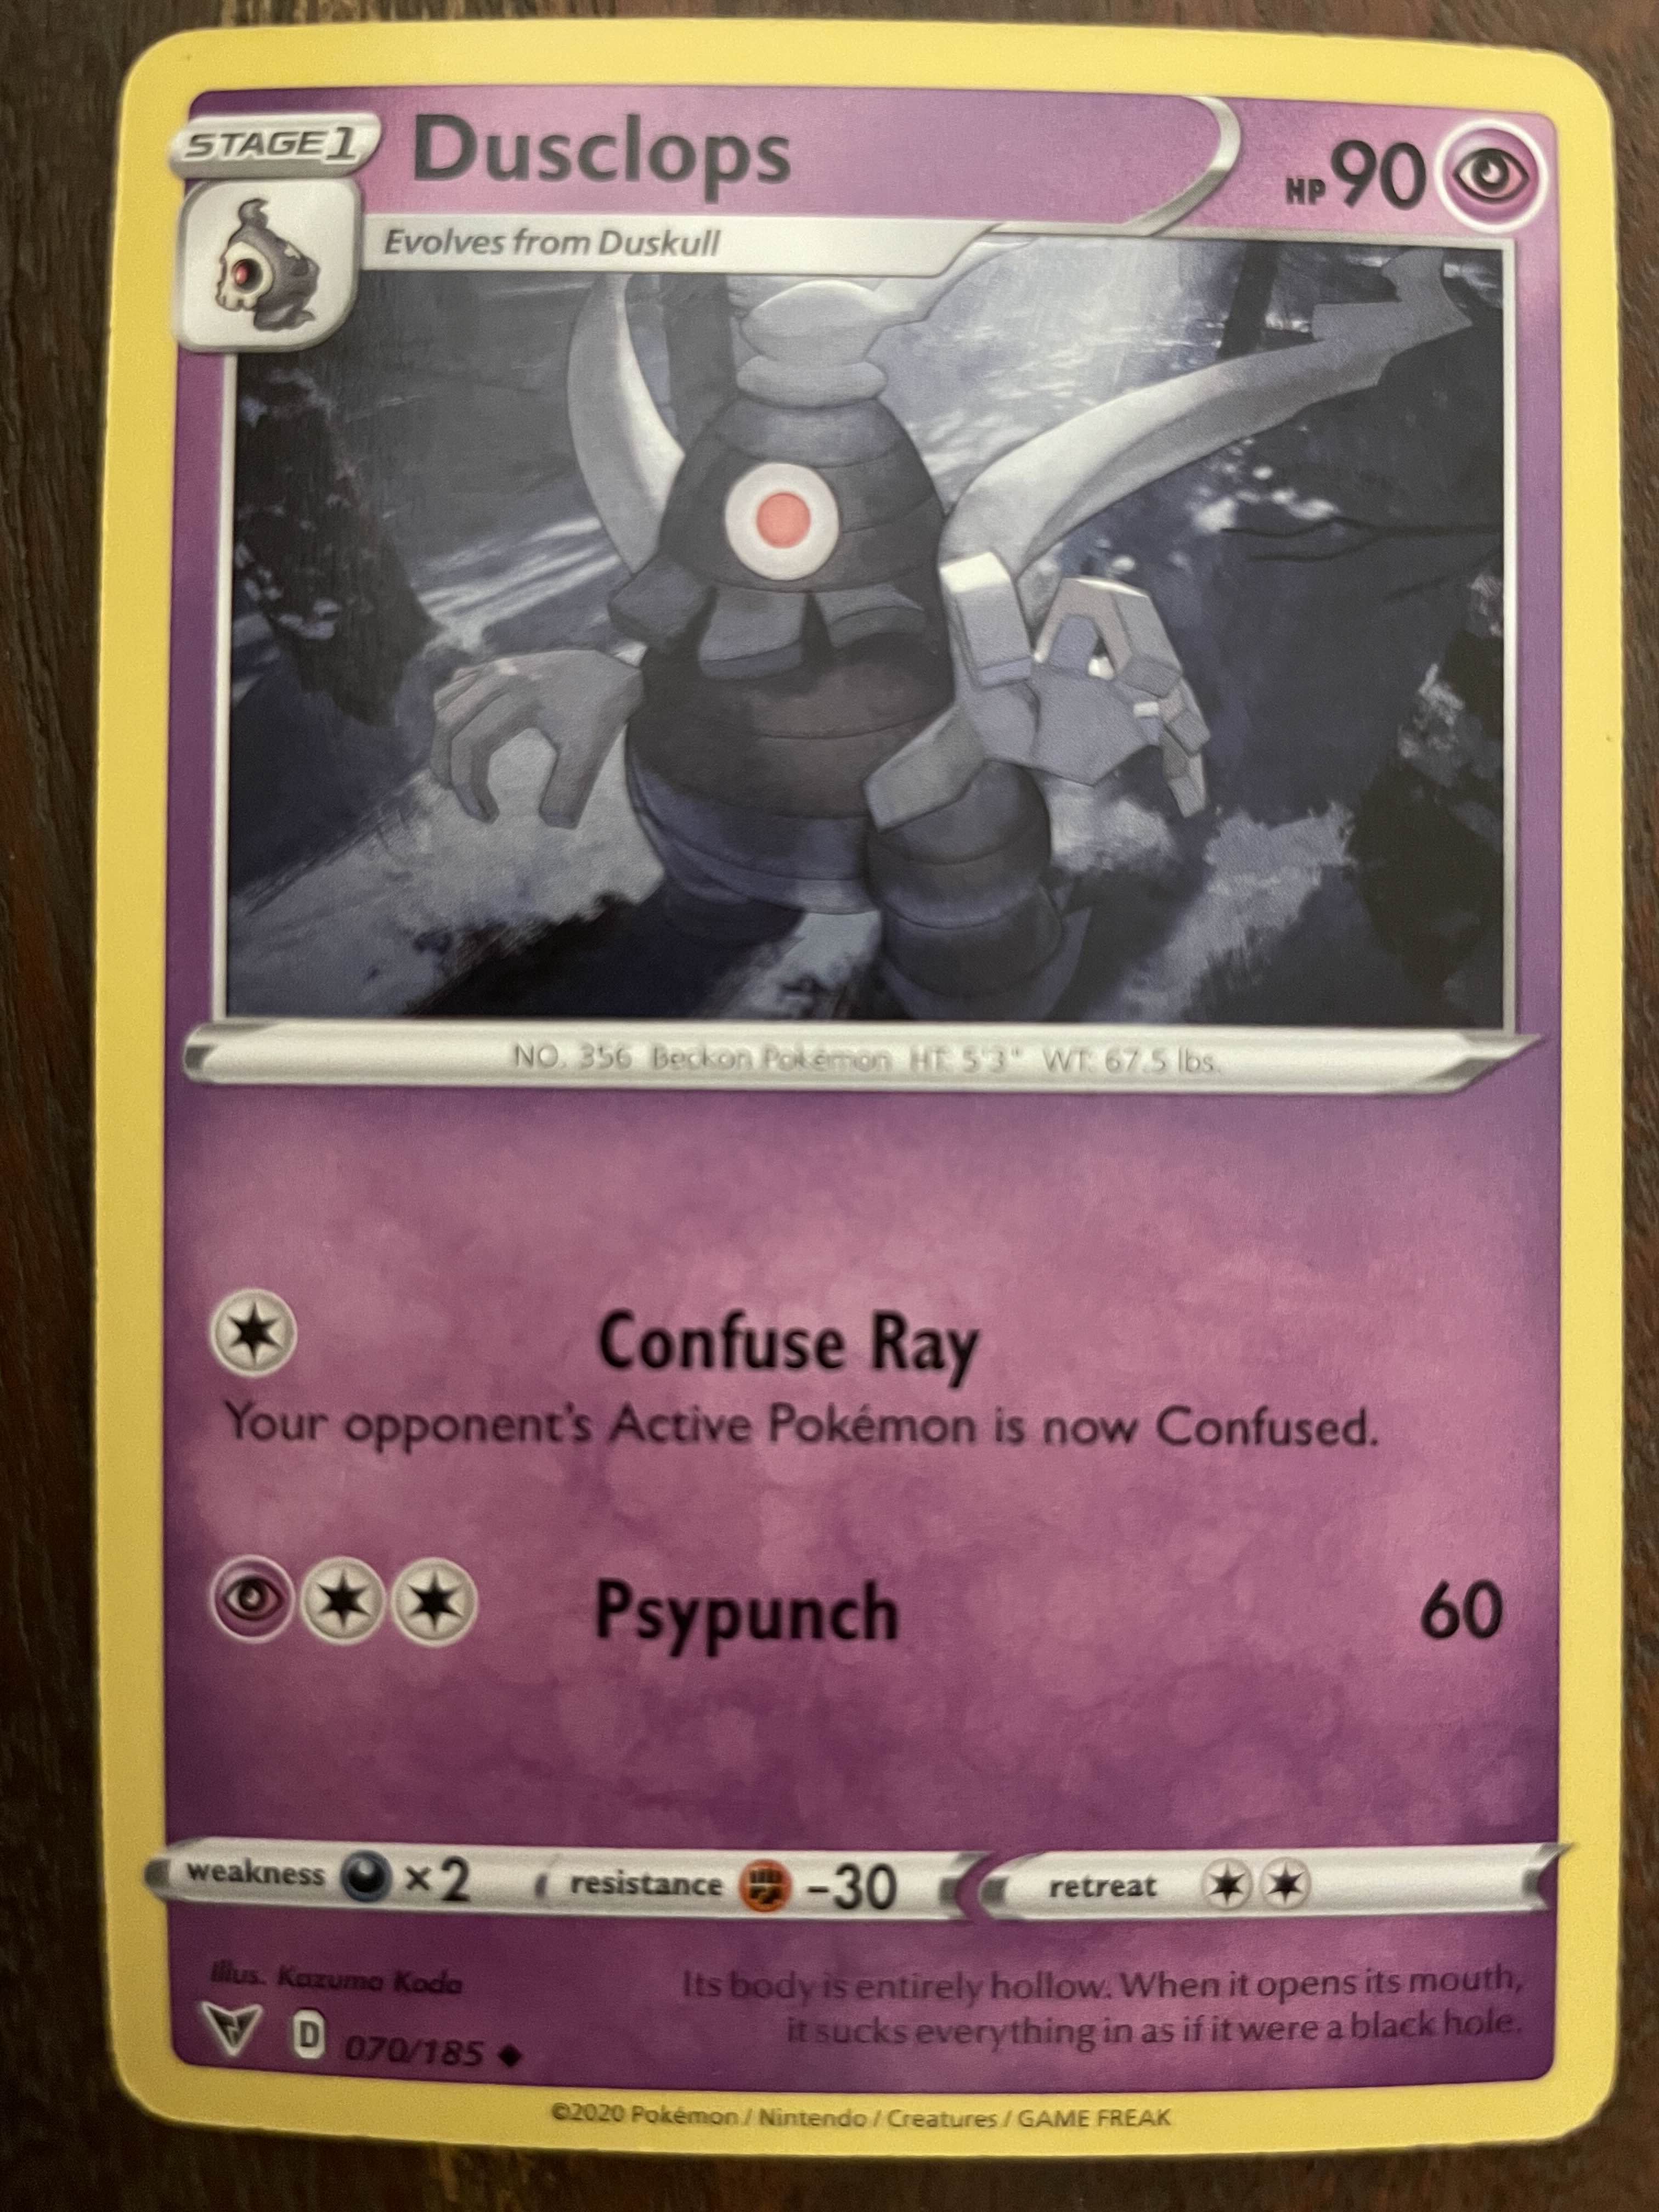 STAGE 1 Dusclops HP 90
Evolves from Duskull
NO. 356 Beckon Pokémon HT: 5'3" WT: 67.5 lbs.
Confuse Ray
Your opponent's Active Pokémon is now Confused.
Psypunch 60
weakness ×2 resistance -30 retreat
Illus. Kazuma Koda
Its body is entirely hollow. When it opens its mouth,
it sucks everything in as if it were a black hole.
D 070/185
©2020 Pokémon / Nintendo / Creatures / GAME FREAK